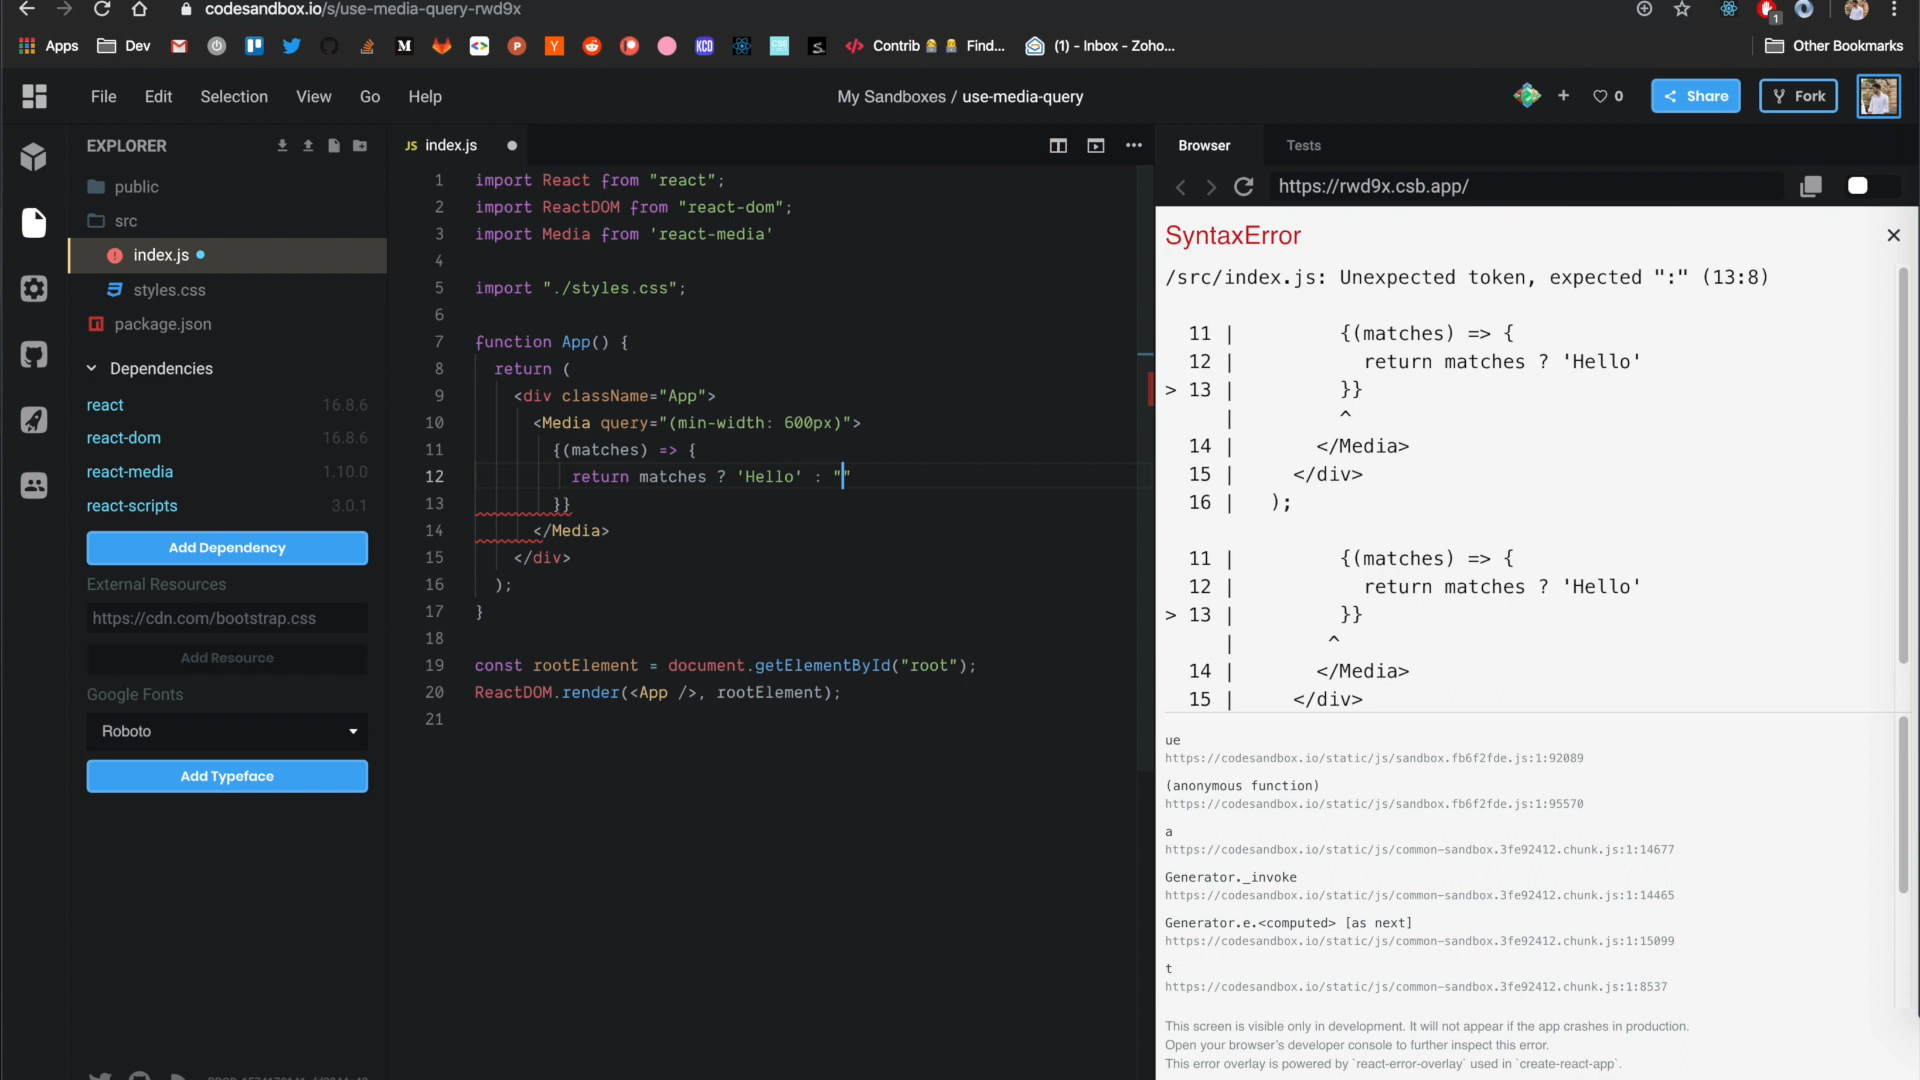 codesandbox.io/s/use-media-query-rwd9x
1
Apps
Dev
M
P
Y
KCD
CSS
Contrib
Find...
(1) - Inbox - Zoho...
Other Bookmarks
File
Edit
Selection
View
Go
Help
My Sandboxes / use-media-query
+
0
Share
Fork
EXPLORER
public
src
index.js
styles.css
package.json
Dependencies
react 16.8.6
react-dom 16.8.6
react-media 1.10.0
react-scripts 3.0.1
Add Dependency
External Resources
https://cdn.com/bootstrap.css
Add Resource
Google Fonts
Roboto
Add Typeface
JS index.js
1 import React from "react";
2 import ReactDOM from "react-dom";
3 import Media from 'react-media'
4
5 import "./styles.css";
6
7 function App() {
8 return (
9 <div className="App">
10 <Media query="(min-width: 600px)">
11 {(matches) => {
12 return matches ? 'Hello' : ""
13 }}
14 </Media>
15 </div>
16 );
17 }
18
19 const rootElement = document.getElementById("root");
20 ReactDOM.render(<App />, rootElement);
21
Browser
Tests
https://rwd9x.csb.app/
SyntaxError
/src/index.js: Unexpected token, expected ":" (13:8)
11 | {(matches) => {
12 | return matches ? 'Hello'
> 13 | }}
| ^
14 | </Media>
15 | </div>
16 | );
11 | {(matches) => {
12 | return matches ? 'Hello'
> 13 | }}
| ^
14 | </Media>
15 | </div>
ue
https://codesandbox.io/static/js/sandbox.fb6f2fde.js:1:92089
(anonymous function)
https://codesandbox.io/static/js/sandbox.fb6f2fde.js:1:95570
a
https://codesandbox.io/static/js/common-sandbox.3fe92412.chunk.js:1:14677
Generator._invoke
https://codesandbox.io/static/js/common-sandbox.3fe92412.chunk.js:1:14465
Generator.e.<computed> [as next]
https://codesandbox.io/static/js/common-sandbox.3fe92412.chunk.js:1:15099
t
https://codesandbox.io/static/js/common-sandbox.3fe92412.chunk.js:1:8537
This screen is visible only in development. It will not appear if the app crashes in production.
Open your browser's developer console to further inspect this error.
This error overlay is powered by `react-error-overlay` used in `create-react-app`.